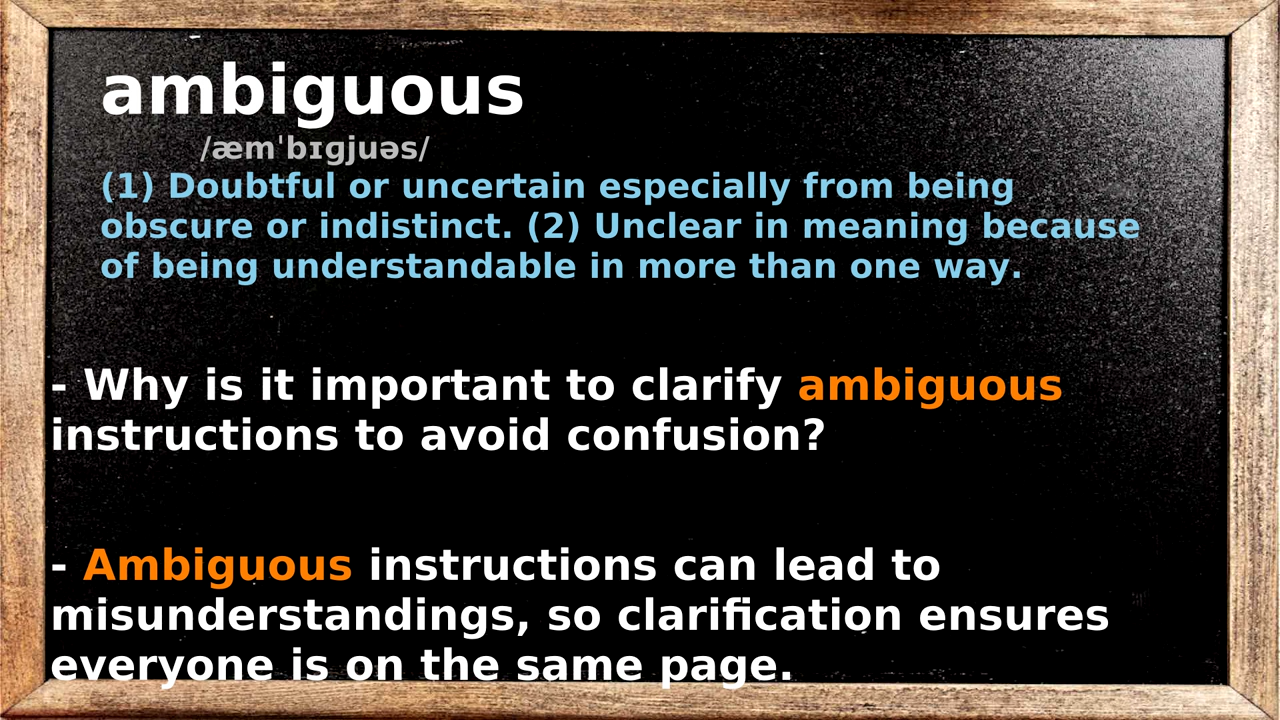 ambiguous
/æmˈbɪgjuəs/
(1) Doubtful or uncertain especially from being
obscure or indistinct. (2) Unclear in meaning because
of being understandable in more than one way.
- Why is it important to clarify ambiguous
instructions to avoid confusion?
- Ambiguous instructions can lead to
misunderstandings, so clarification ensures
everyone is on the same page.